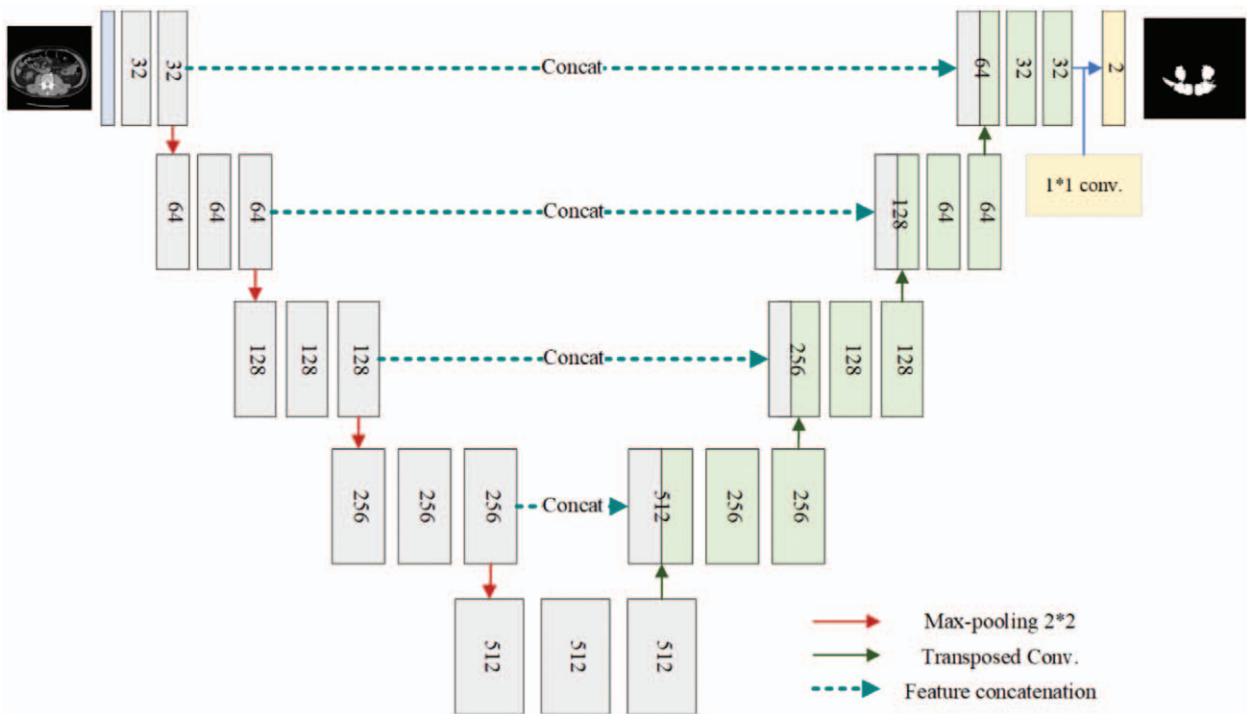 32 32 Concat 64 32 32 2
1*1 conv.
64 64 64 Concat 128 64 64
128 128 128 Concat 256 128 128
256 256 256 Concat 512 256 256
512 512 512
Max-pooling 2*2
Transposed Conv.
Feature concatenation